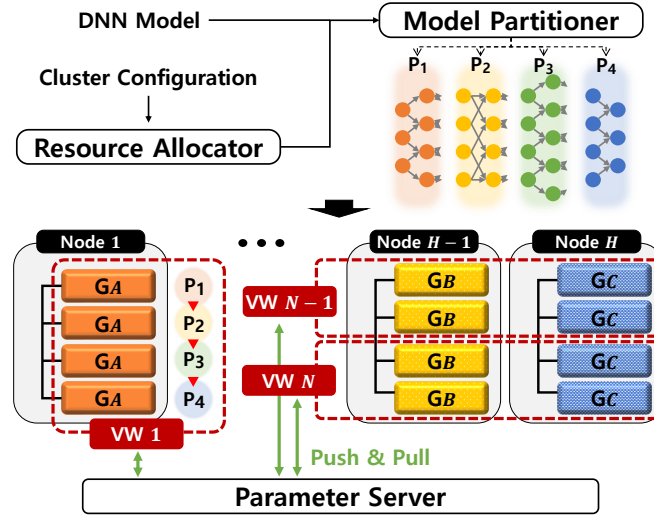 DNN Model
Model Partitioner
Cluster Configuration
P1 P2 P3 P4
Resource Allocator
Node 1
Node H−1
Node H
GA
GA
GA
GA
P1
P2
P3
P4
VW 1
VW N−1
VW N
GB
GB
GB
GB
GC
GC
GC
GC
Push & Pull
Parameter Server